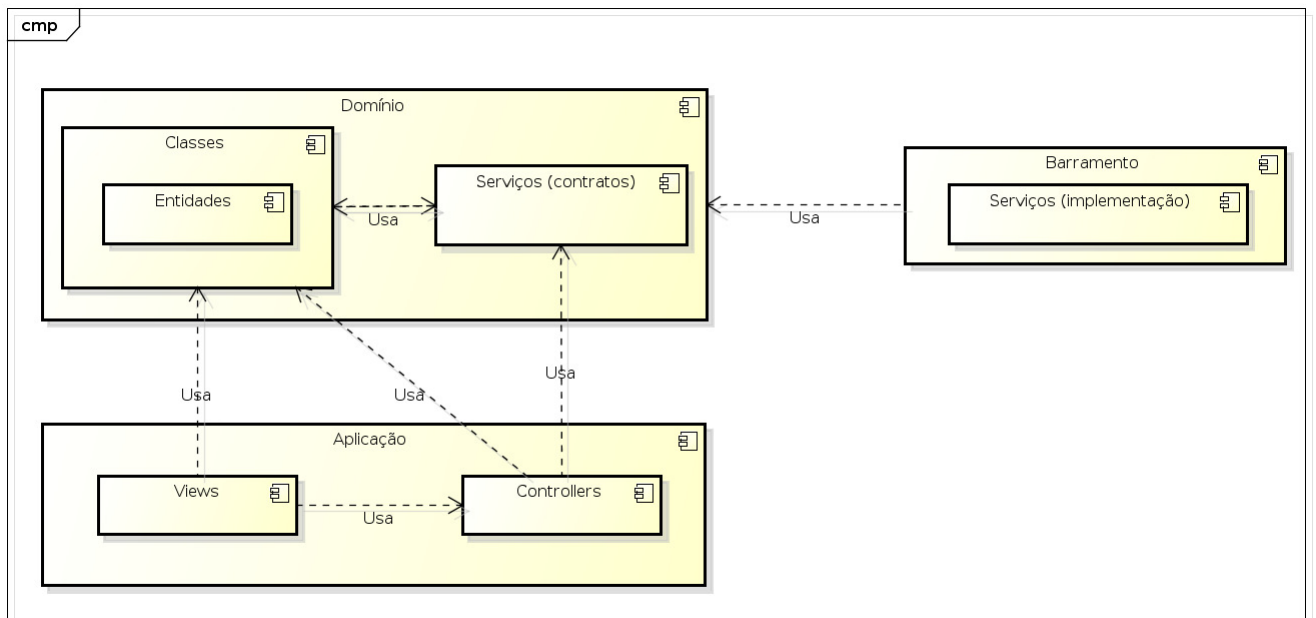 cmp
Domínio
Classes
Entidades
Serviços (contratos)
Usa
Barramento
Serviços (implementação)
Usa
Usa
Usa
Usa
Aplicação
Views
Controllers
Usa